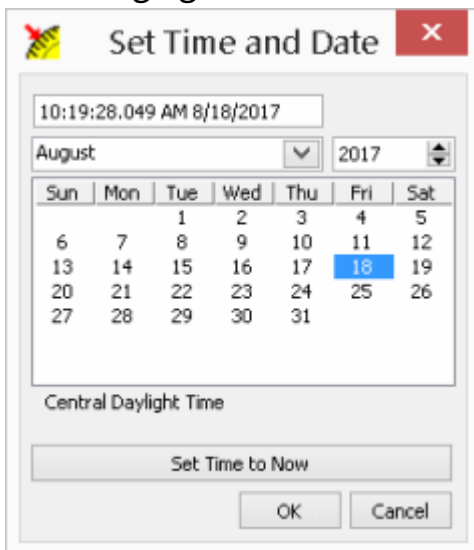 Set Time and Date
10:19:28.049 AM 8/18/2017
August 2017
Sun Mon Tue Wed Thu Fri Sat
1 2 3 4 5
6 7 8 9 10 11 12
13 14 15 16 17 18 19
20 21 22 23 24 25 26
27 28 29 30 31
Central Daylight Time
Set Time to Now
OK Cancel